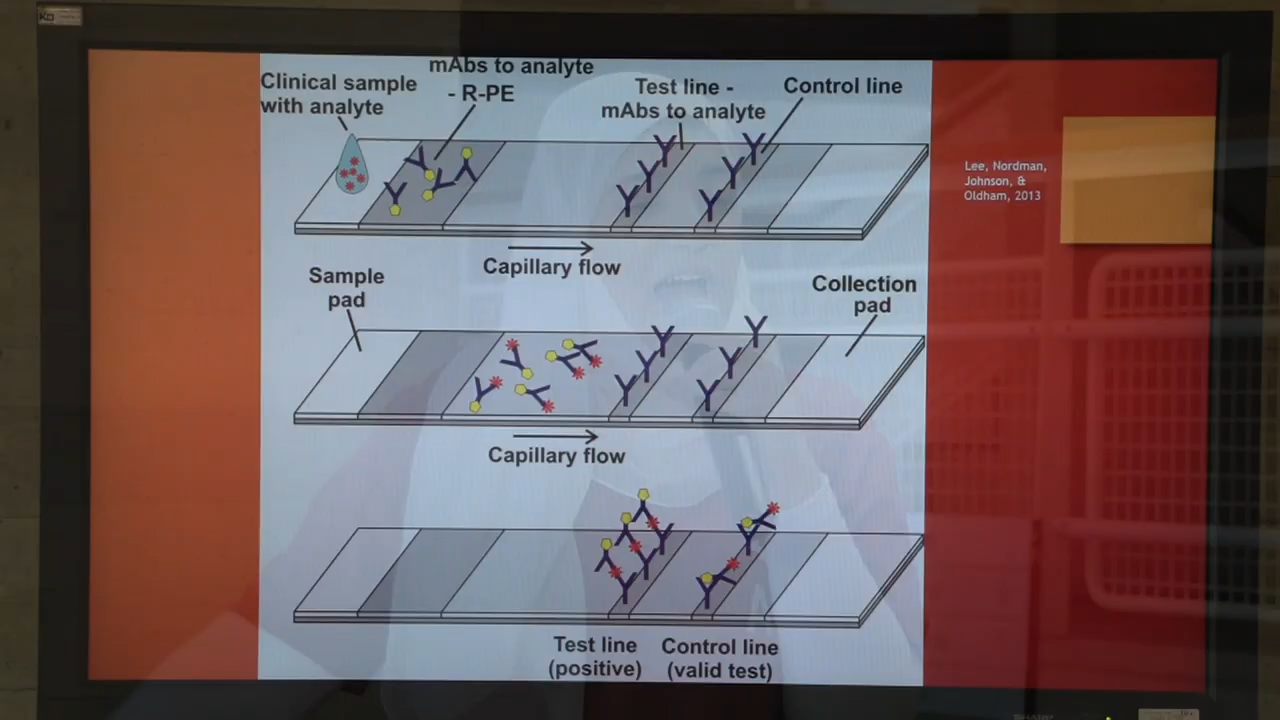 mAbs to analyte
- R-PE
Clinical sample
with analyte
Test line -
mAbs to analyte
Control line
Lee, Nordman,
Johnson, &
Oldham, 2013
Capillary flow
Sample
pad
Collection
pad
Capillary flow
Test line
(positive)
Control line
(valid test)